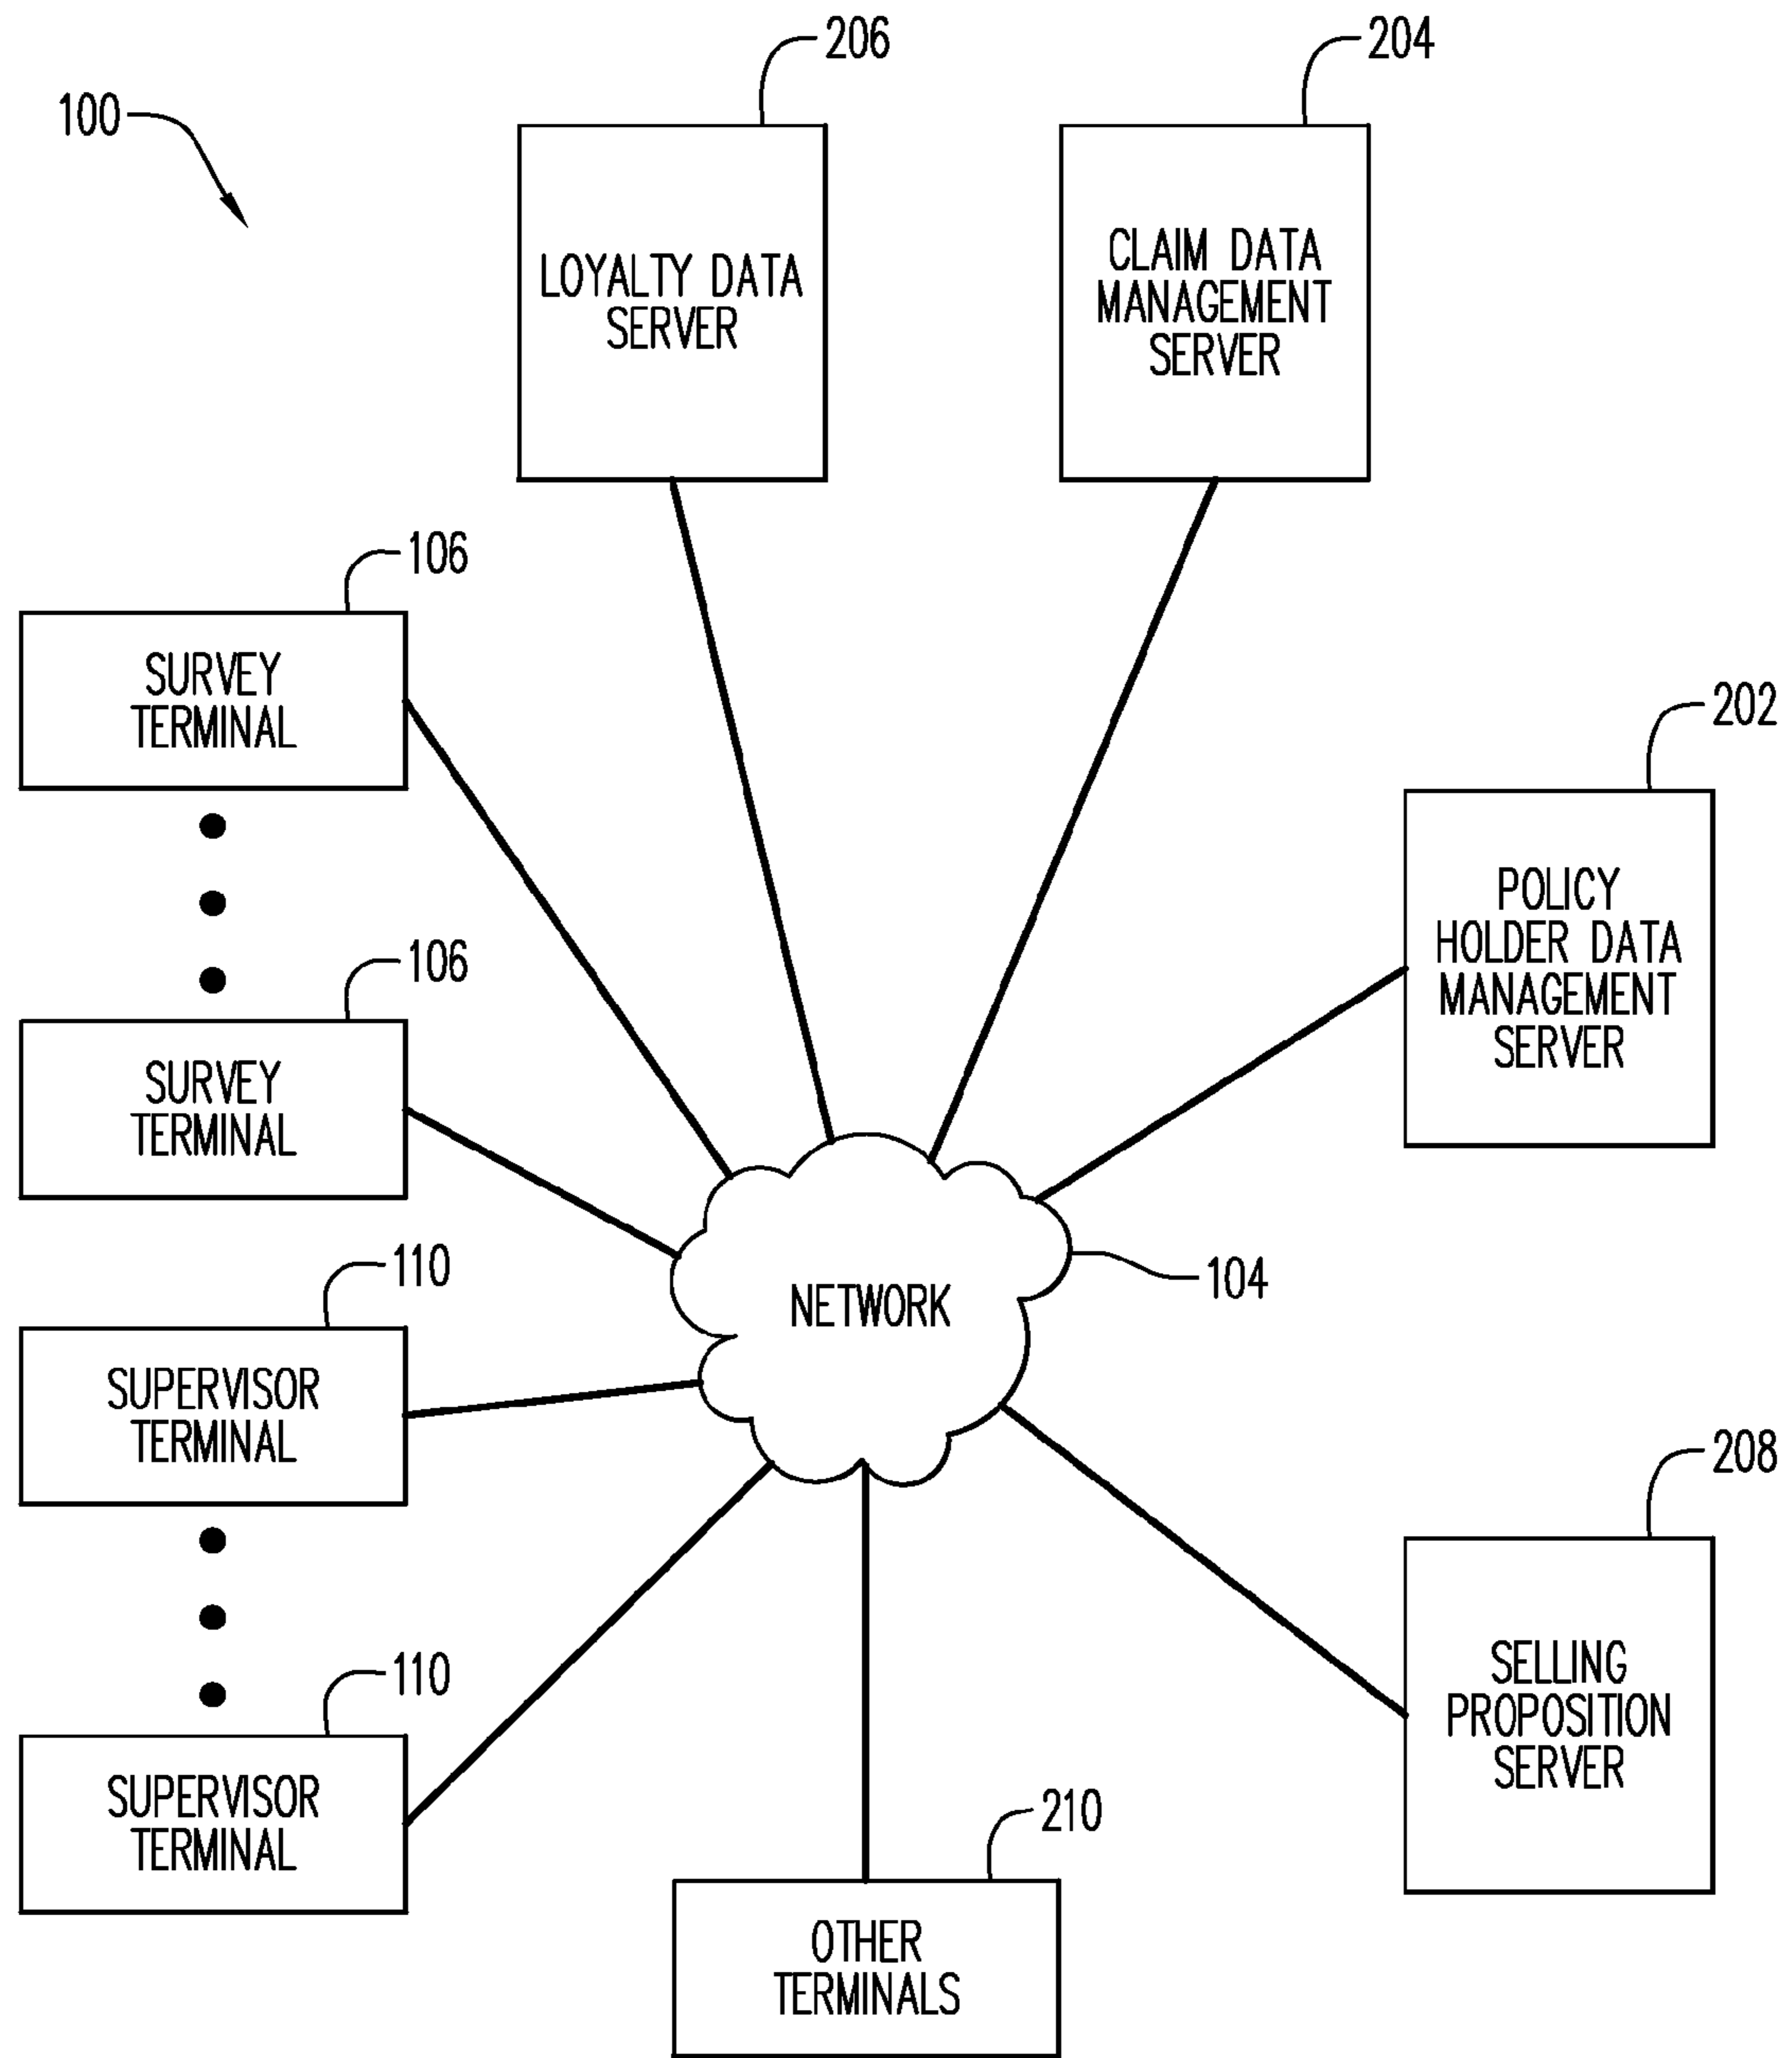 206
204
100
LOYALTY DATA
SERVER
CLAIM DATA
MANAGEMENT
SERVER
106
SURVEY
TERMINAL
202
POLICY
HOLDER DATA
MANAGEMENT
SERVER
106
SURVEY
TERMINAL
110
104
NETWORK
SUPERVISOR
TERMINAL
208
SELLING
PROPOSITION
SERVER
110
SUPERVISOR
TERMINAL
210
OTHER
TERMINALS